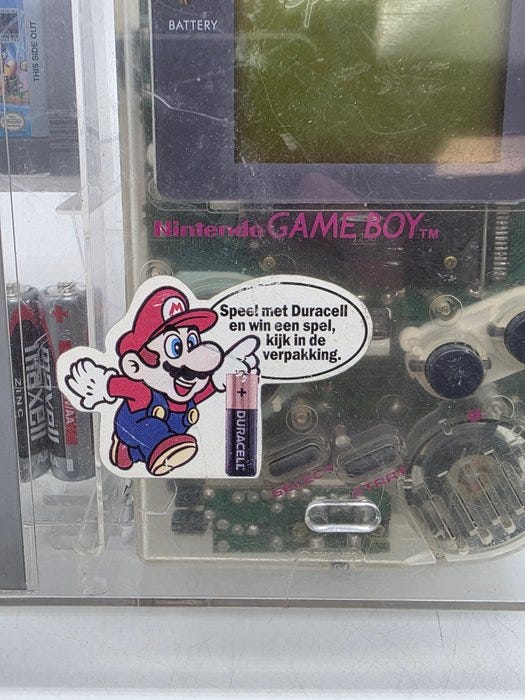 THIS SIDE OUT
BATTERY
Nintendo GAME BOY™
Speel met Duracell
en win een spel,
kijk in de
verpakking.
M
+
DURACELL
maxell
ZINC
SELECT
START
PHONES